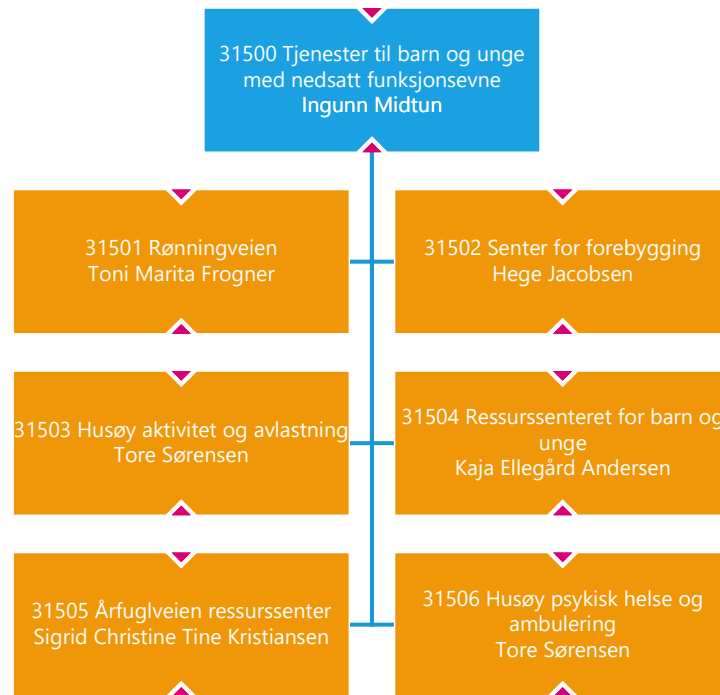 31500 Tjenester til barn og unge
med nedsatt funksjonsevne
Ingunn Midtun
31501 Rønningveien
Toni Marita Frogner
31502 Senter for forebygging
Hege Jacobsen
31503 Husøy aktivitet og avlastning
Tore Sørensen
31504 Ressurssenteret for barn og
unge
Kaja Ellegård Andersen
31505 Årfuglveien ressurssenter
Sigrid Christine Tine Kristiansen
31506 Husøy psykisk helse og
ambulering
Tore Sørensen